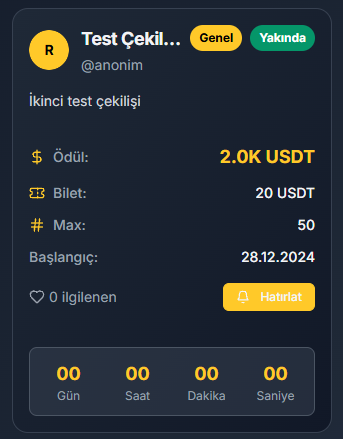 R
Test Çekil...
Genel
Yakında
@anonim
İkinci test çekilişi
Ödül:
2.0K USDT
Bilet:
20 USDT
# Max:
50
Başlangıç:
28.12.2024
0 ilgilenen
Hatırlat
00 00 00 00
Gün Saat Dakika Saniye